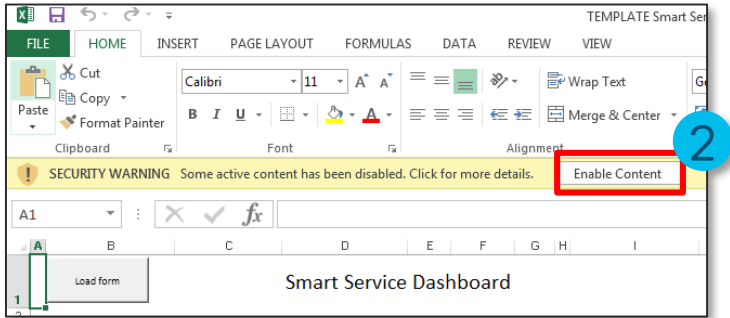 TEMPLATE Smart Ser
FILE HOME INSERT PAGE LAYOUT FORMULAS DATA REVIEW VIEW
Cut
Calibri 11 A A Wrap Text
Copy
Paste
Format Painter B I U A Merge & Center
Clipboard Font Alignment
2
SECURITY WARNING Some active content has been disabled. Click for more details. Enable Content
A1 fx
A B C D E F G H I
Load form Smart Service Dashboard
1